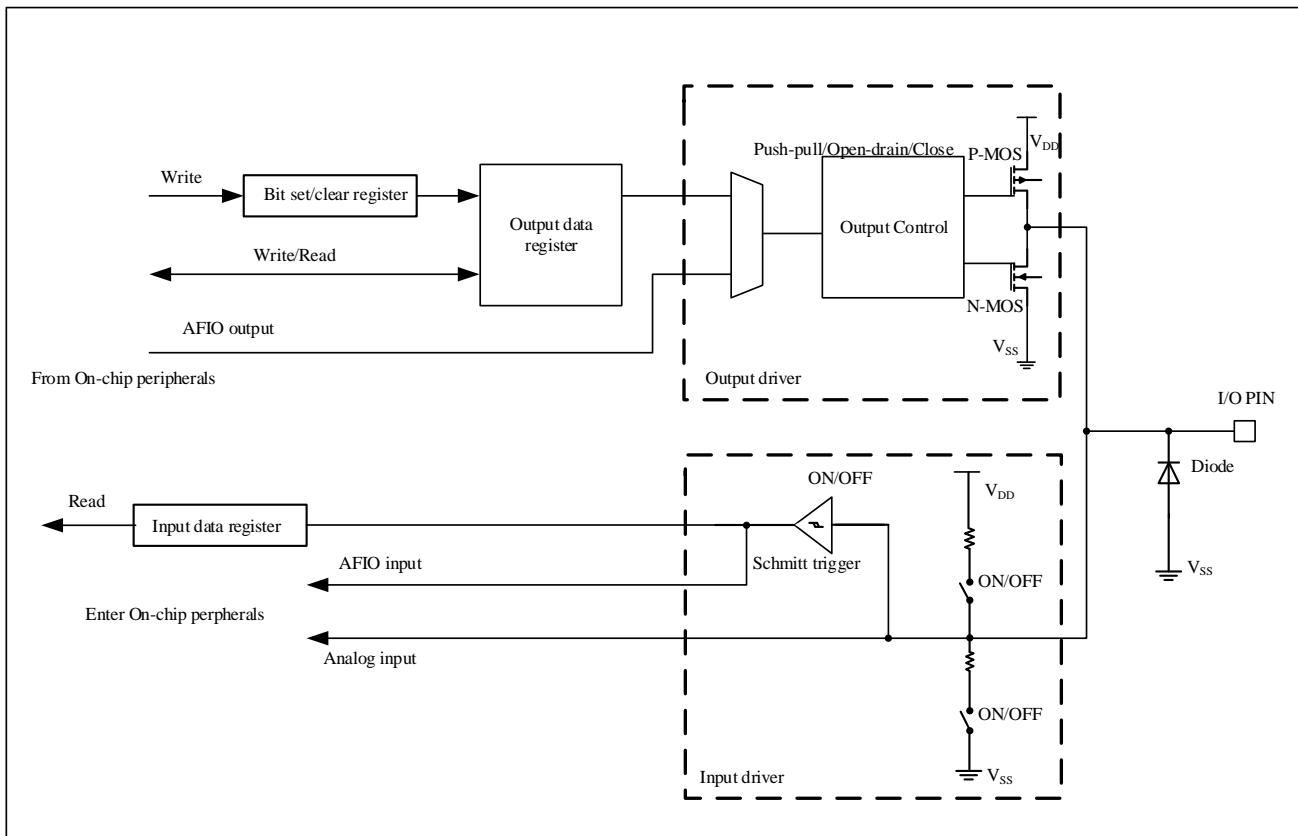 Push-pull/Open-drain/Close
VDD
P-MOS
Write
Bit set/clear register
Output data
register
Output Control
Write/Read
N-MOS
AFIO output
VSS
From On-chip peripherals
Output driver
I/O PIN
Diode
ON/OFF
VDD
Read
Input data register
Schmitt trigger
AFIO input
ON/OFF
VSS
Enter On-chip perpherals
Analog input
ON/OFF
Input driver
VSS